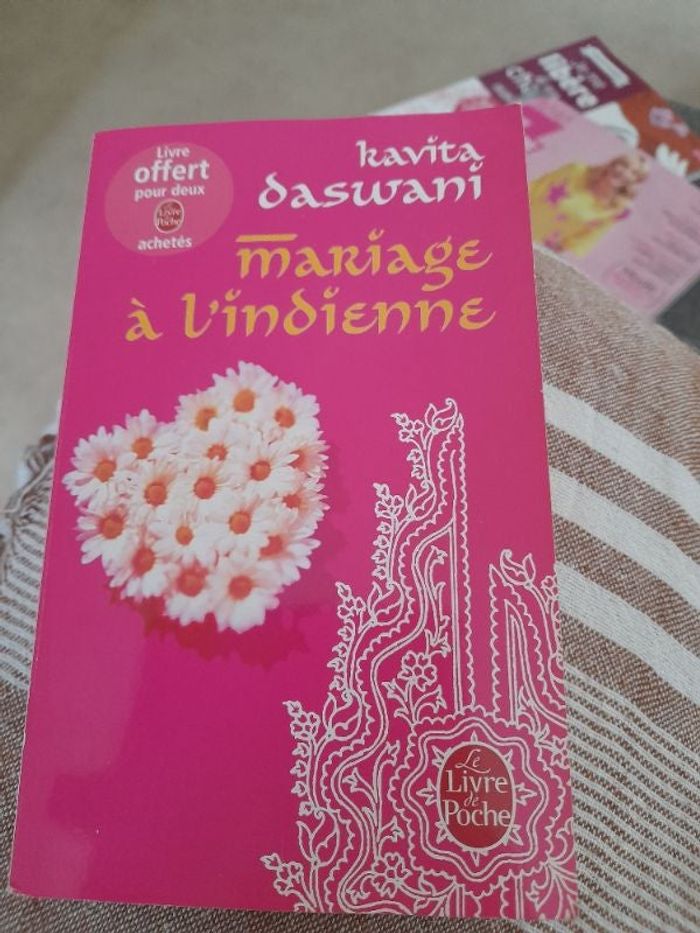 Livre
offert
pour deux
Le
Livre
de
Poche
achetés
kavita
daswani
mariage
à l'indienne
Le
Livre
de
Poche